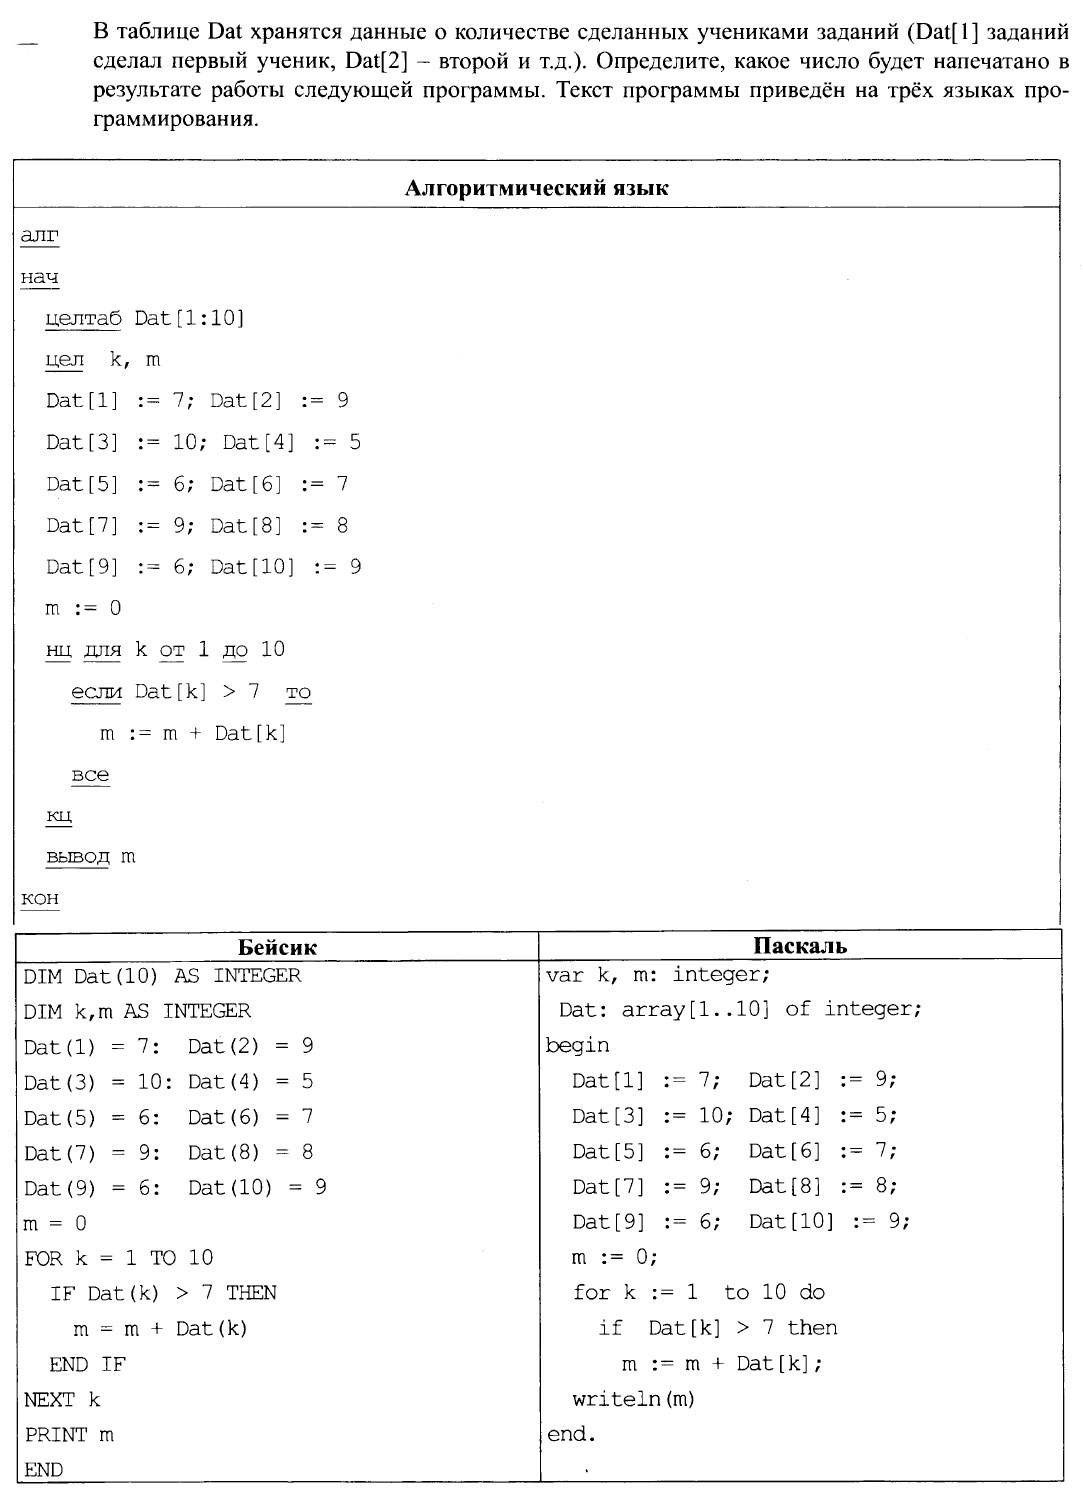 В таблице Dat хранятся данные о количестве сделанных учениками заданий (Dat[1] заданий
сделал первый ученик, Dat[2] – второй и т.д.). Определите, какое число будет напечатано в
результате работы следующей программы. Текст программы приведён на трёх языках про-
граммирования.
Алгоритмический язык
алг
нач
целтаб Dat[1:10]
цел k, m
Dat[1] := 7; Dat[2] := 9
Dat[3] := 10; Dat[4] := 5
Dat[5] := 6; Dat[6] := 7
Dat[7] := 9; Dat[8] := 8
Dat[9] := 6; Dat[10] := 9
m := 0
нц для k от 1 до 10
если Dat[k] > 7 то
m := m + Dat[k]
все
кц
вывод m
кон
Бейсик
DIM Dat(10) AS INTEGER
DIM k,m AS INTEGER
Dat(1) = 7: Dat(2) = 9
Dat(3) = 10: Dat(4) = 5
Dat(5) = 6: Dat(6) = 7
Dat(7) = 9: Dat(8) = 8
Dat(9) = 6: Dat(10) = 9
m = 0
FOR k = 1 TO 10
IF Dat(k) > 7 THEN
m = m + Dat(k)
END IF
NEXT k
PRINT m
END
Паскаль
var k, m: integer;
Dat: array[1..10] of integer;
begin
Dat[1] := 7; Dat[2] := 9;
Dat[3] := 10; Dat[4] := 5;
Dat[5] := 6; Dat[6] := 7;
Dat[7] := 9; Dat[8] := 8;
Dat[9] := 6; Dat[10] := 9;
m := 0;
for k := 1 to 10 do
if Dat[k] > 7 then
m := m + Dat[k];
writeln(m)
end.